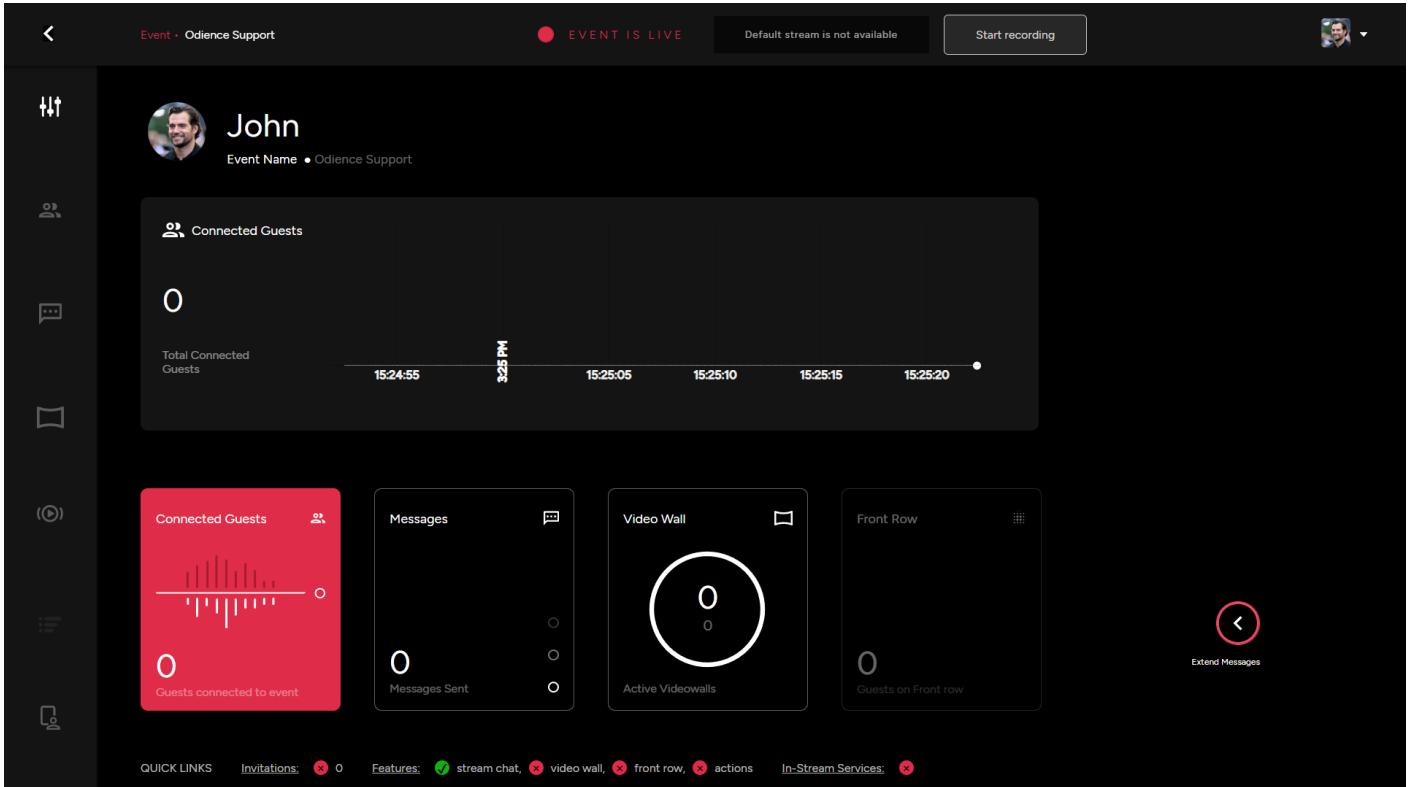 Event • Odience Support
EVENT IS LIVE
Default stream is not available
Start recording
John
Event Name • Odience Support
Connected Guests
0
Total Connected
Guests
15:24:55
3:25 PM
15:25:05
15:25:10
15:25:15
15:25:20
Connected Guests
0
Guests connected to event
Messages
0
Messages Sent
Video Wall
0
0
Active Videowalls
Front Row
0
Guests on Front row
Extend Messages
QUICK LINKS Invitations: 0 Features: stream chat, video wall, front row, actions In-Stream Services: